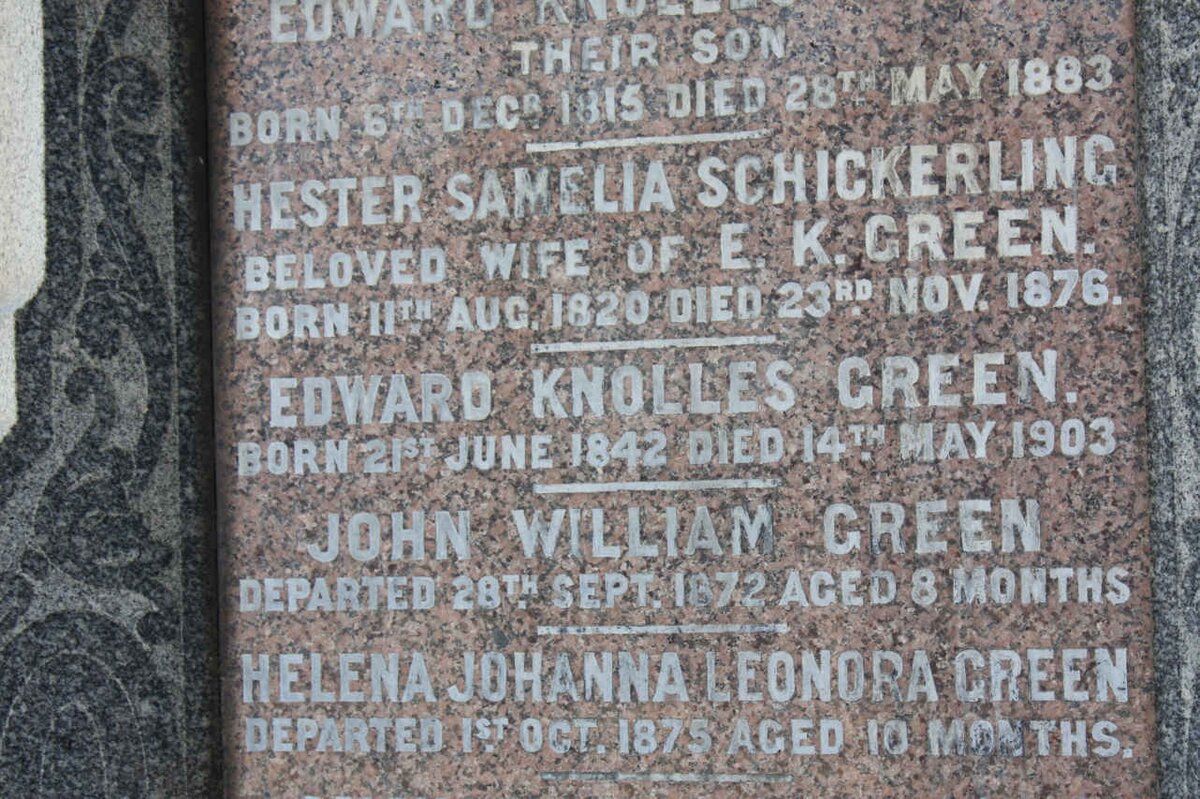 EDWARD KNOLLES
THEIR SON
BORN 6TH DECR 1815 DIED 28TH MAY 1883
HESTER SAMELIA SCHICKERLING
BELOVED WIFE OF E. K. GREEN.
BORN 11TH AUG. 1820 DIED 23RD NOV. 1876.
EDWARD KNOLLES GREEN.
BORN 21ST JUNE 1842 DIED 14TH MAY 1903
JOHN WILLIAM GREEN
DEPARTED 28TH SEPT. 1872 AGED 8 MONTHS
HELENA JOHANNA LEONORA GREEN
DEPARTED 1ST OCT. 1875 AGED 10 MONTHS.